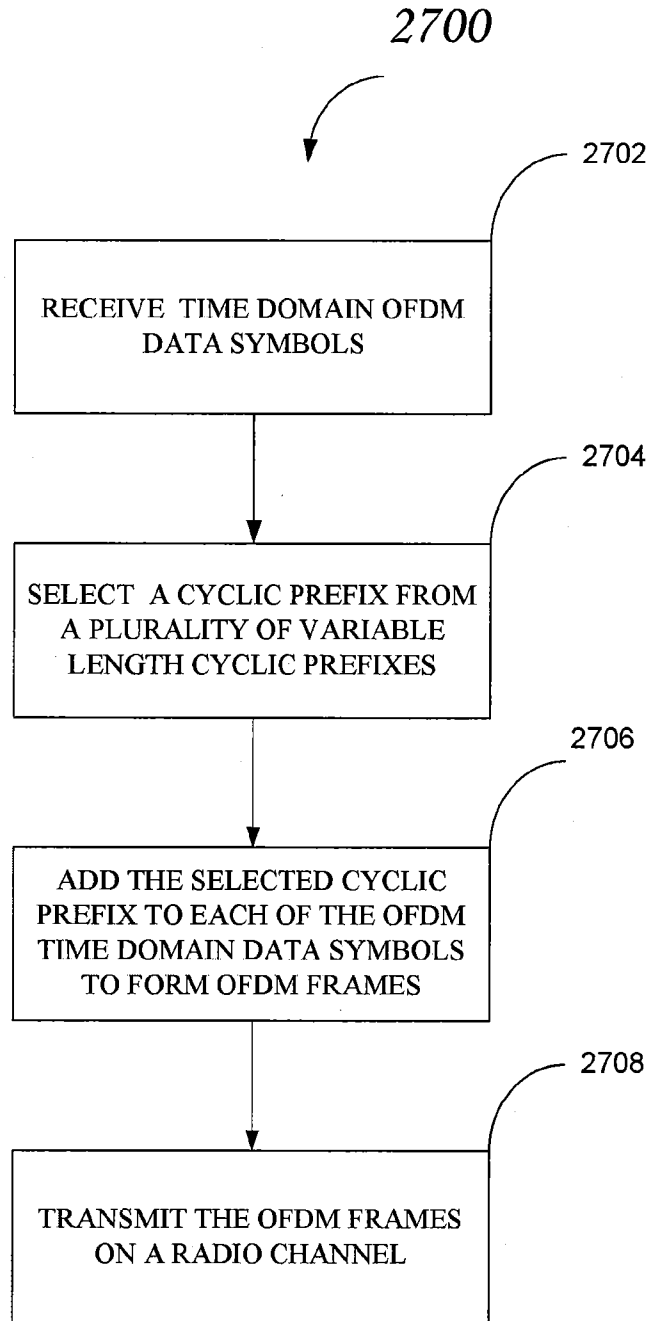 2700
2702
RECEIVE TIME DOMAIN OFDM
DATA SYMBOLS
2704
SELECT A CYCLIC PREFIX FROM
A PLURALITY OF VARIABLE
LENGTH CYCLIC PREFIXES
2706
ADD THE SELECTED CYCLIC
PREFIX TO EACH OF THE OFDM
TIME DOMAIN DATA SYMBOLS
TO FORM OFDM FRAMES
2708
TRANSMIT THE OFDM FRAMES
ON A RADIO CHANNEL